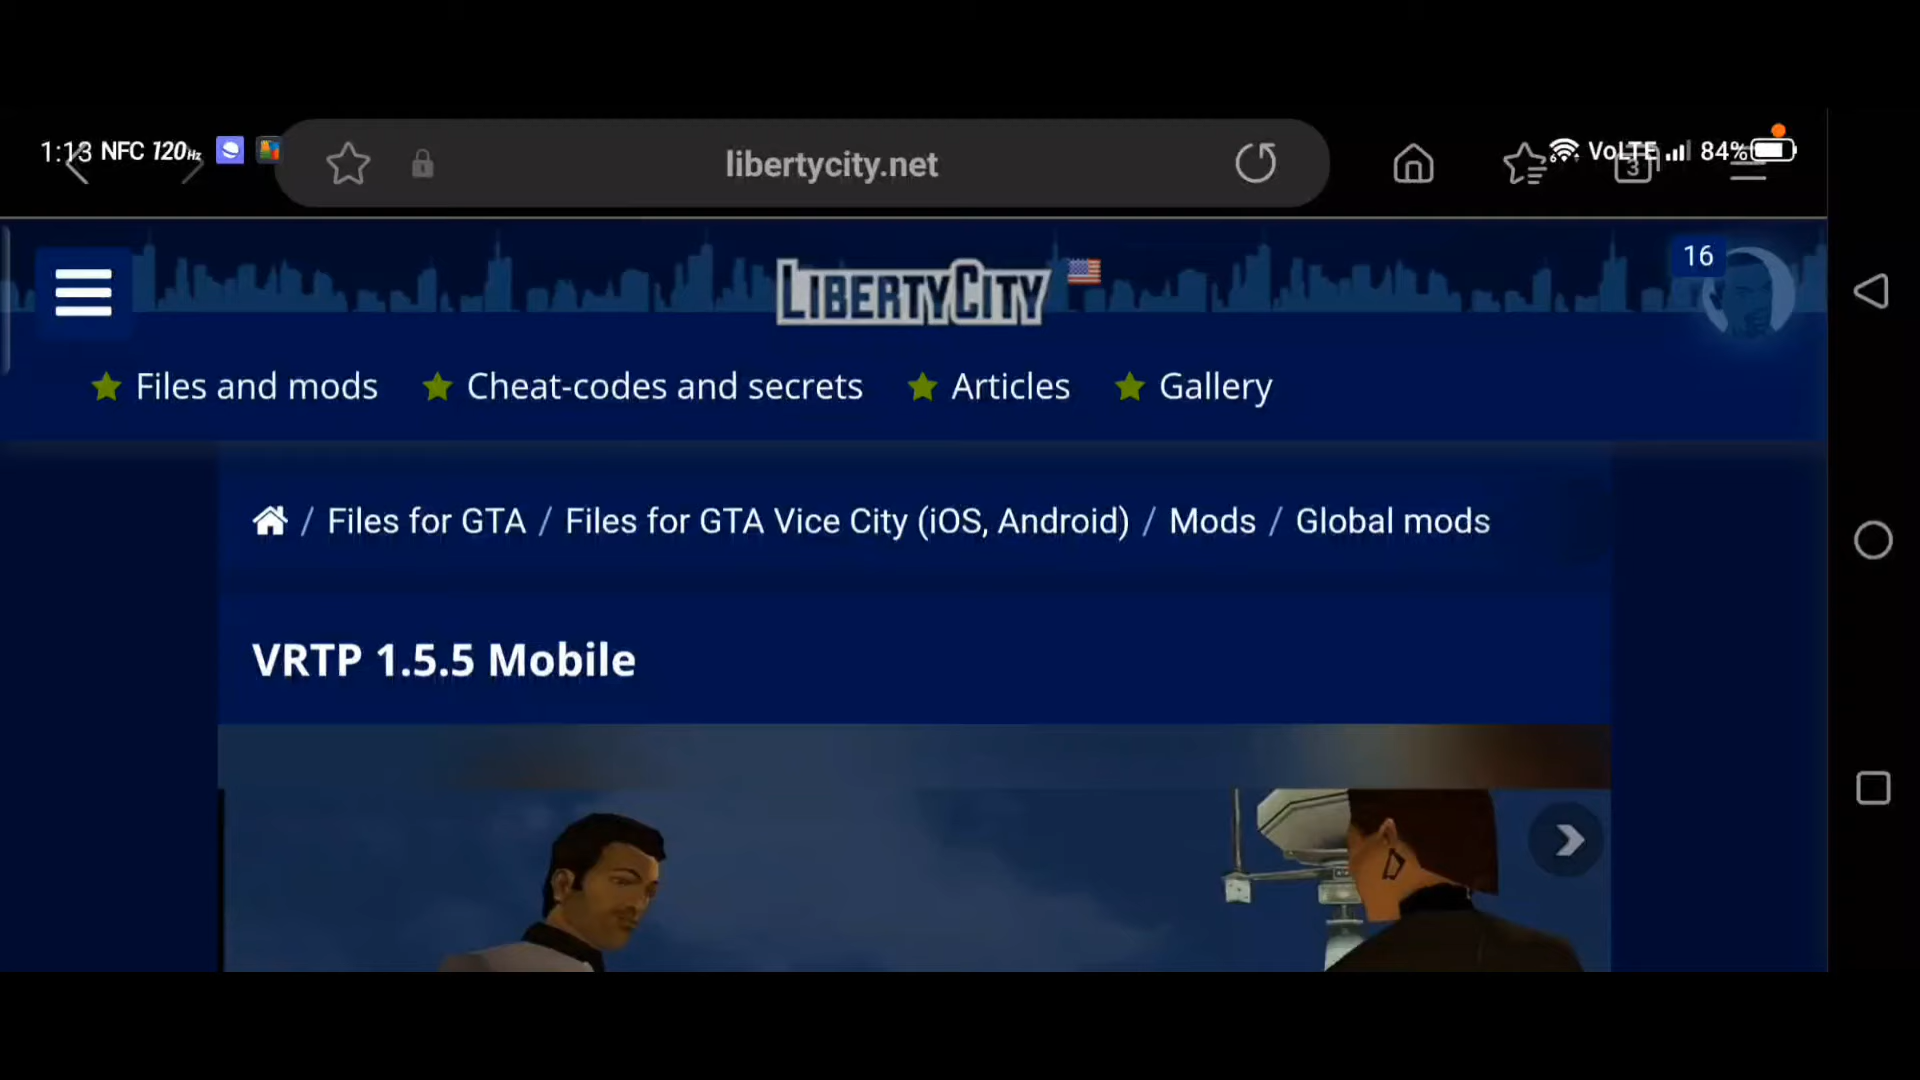 1:13 NFC 120Hz
libertycity.net
VoLTE 84%
3
LIBERTYCITY
16
Files and mods Cheat-codes and secrets Articles Gallery
/ Files for GTA / Files for GTA Vice City (iOS, Android) / Mods / Global mods
VRTP 1.5.5 Mobile